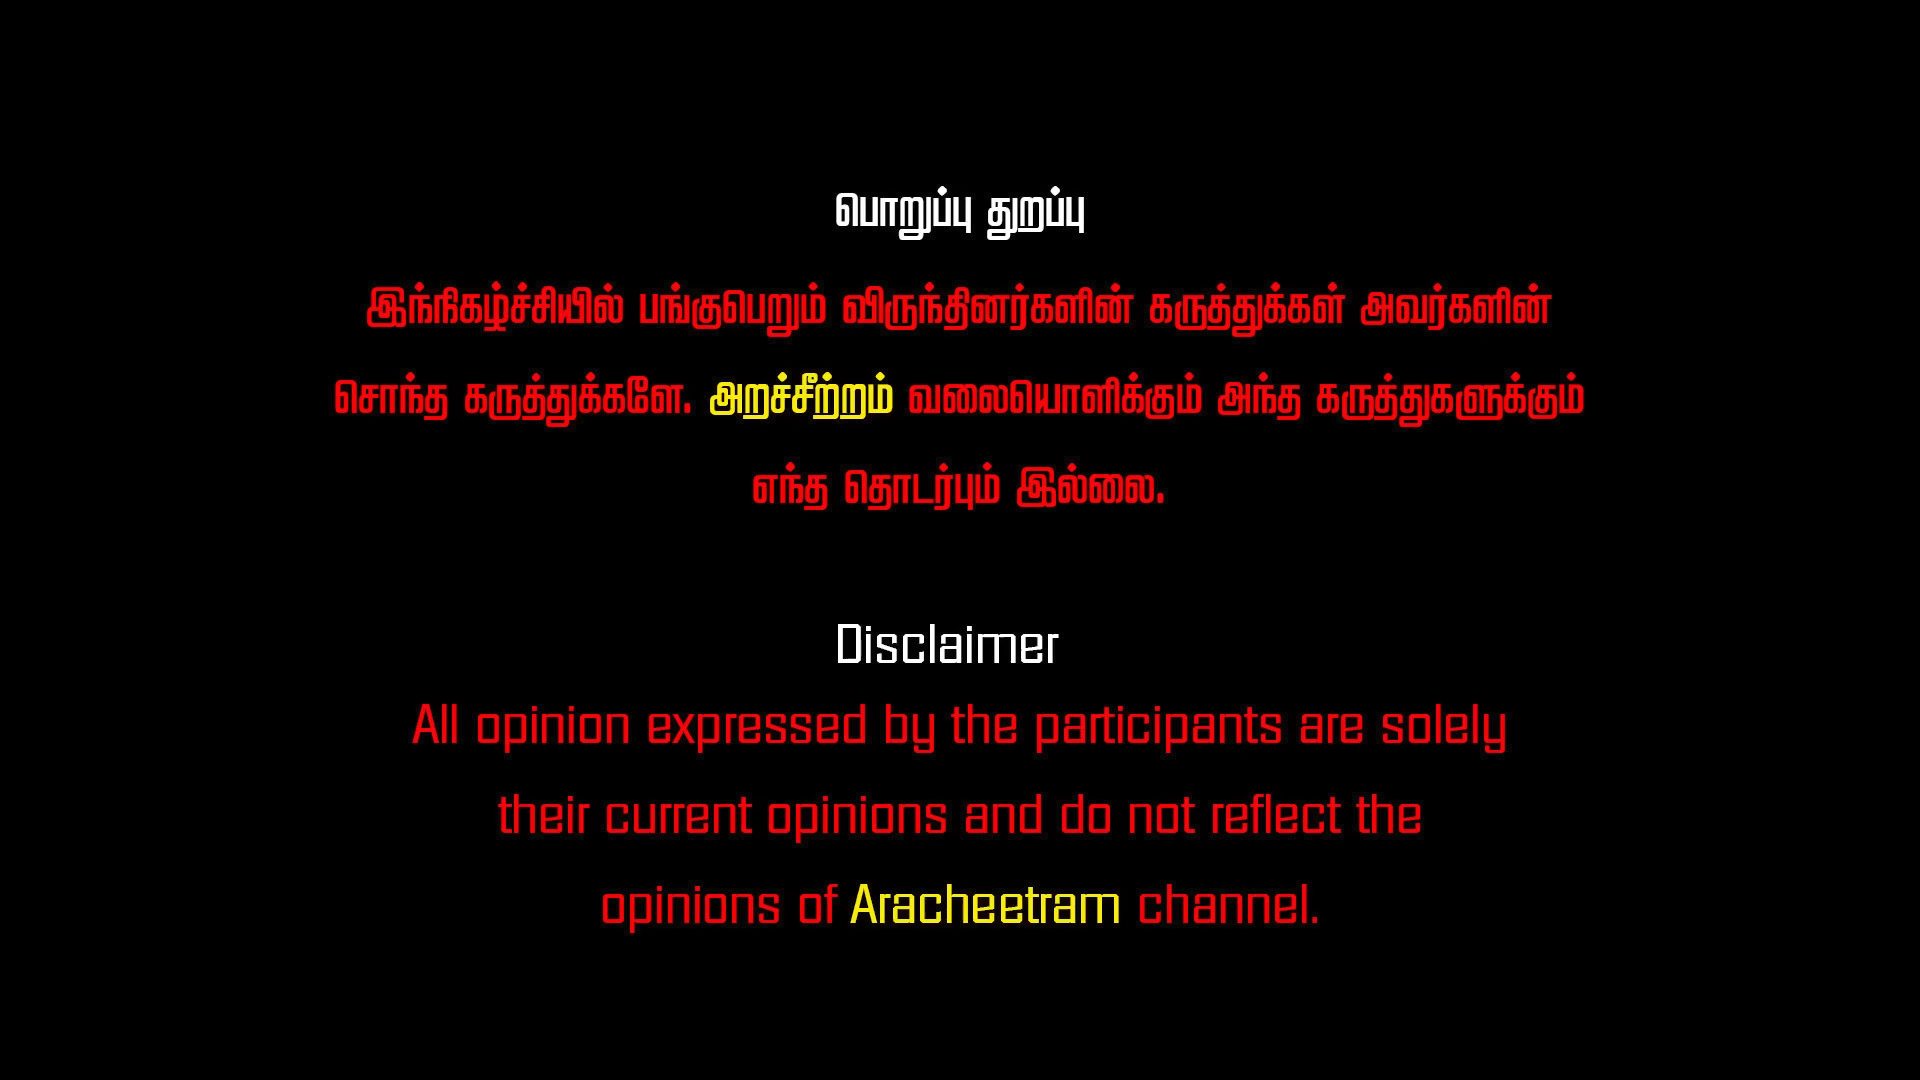 பொறுப்பு துறப்பு
இந்நிகழ்ச்சியில் பங்குபெறும் விருந்தினர்களின் கருத்துக்கள் அவர்களின்
சொந்த கருத்துக்களே. அறச்சீற்றம் வலையொளிக்கும் அந்த கருத்துகளுக்கும்
எந்த தொடர்பும் இல்லை.
Disclaimer
All opinion expressed by the participants are solely
their current opinions and do not reflect the
opinions of Aracheetram channel.